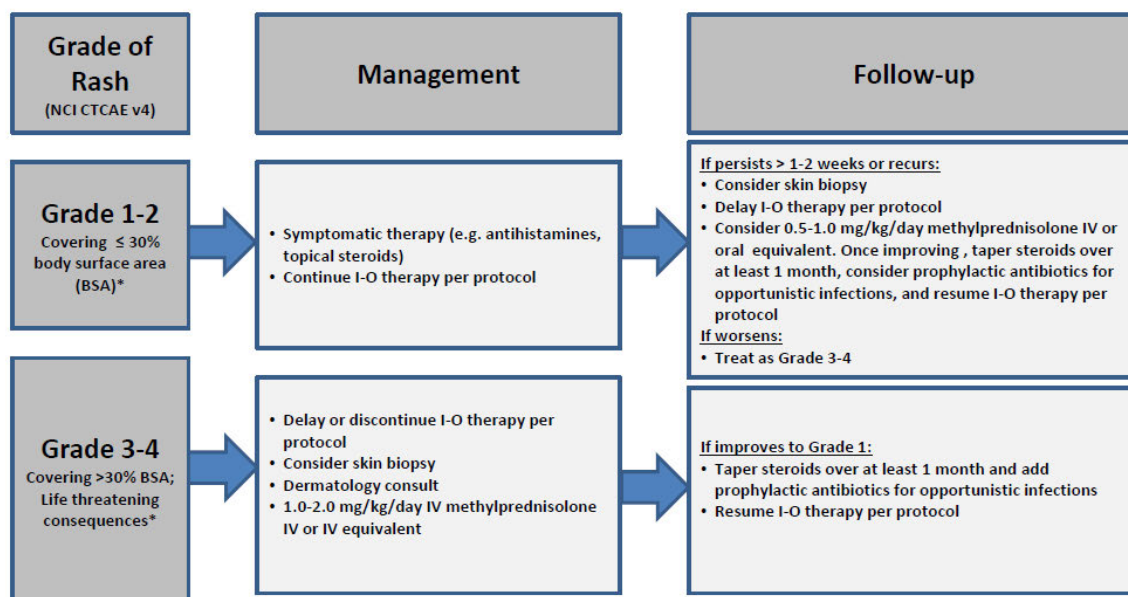 Grade of
Rash
(NCI CTCAE v4)
Management
Follow-up
Grade 1-2
Covering ≤ 30%
body surface area
(BSA)*
• Symptomatic therapy (e.g. antihistamines,
topical steroids)
• Continue I-O therapy per protocol
If persists > 1-2 weeks or recurs:
• Consider skin biopsy
• Delay I-O therapy per protocol
• Consider 0.5-1.0 mg/kg/day methylprednisolone IV or
oral equivalent. Once improving , taper steroids over
at least 1 month, consider prophylactic antibiotics for
opportunistic infections, and resume I-O therapy per
protocol
If worsens:
• Treat as Grade 3-4
Grade 3-4
Covering >30% BSA;
Life threatening
consequences*
• Delay or discontinue I-O therapy per
protocol
• Consider skin biopsy
• Dermatology consult
• 1.0-2.0 mg/kg/day IV methylprednisolone
IV or IV equivalent
If improves to Grade 1:
• Taper steroids over at least 1 month and add
prophylactic antibiotics for opportunistic infections
• Resume I-O therapy per protocol